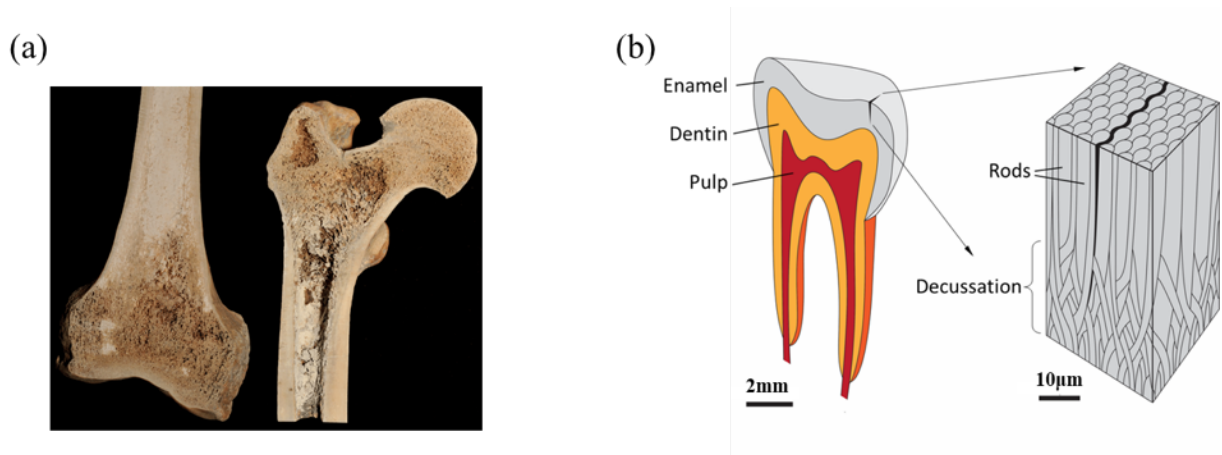 (a)
(b)
Enamel
Dentin
Pulp
Rods
Decussation
2mm
10μm